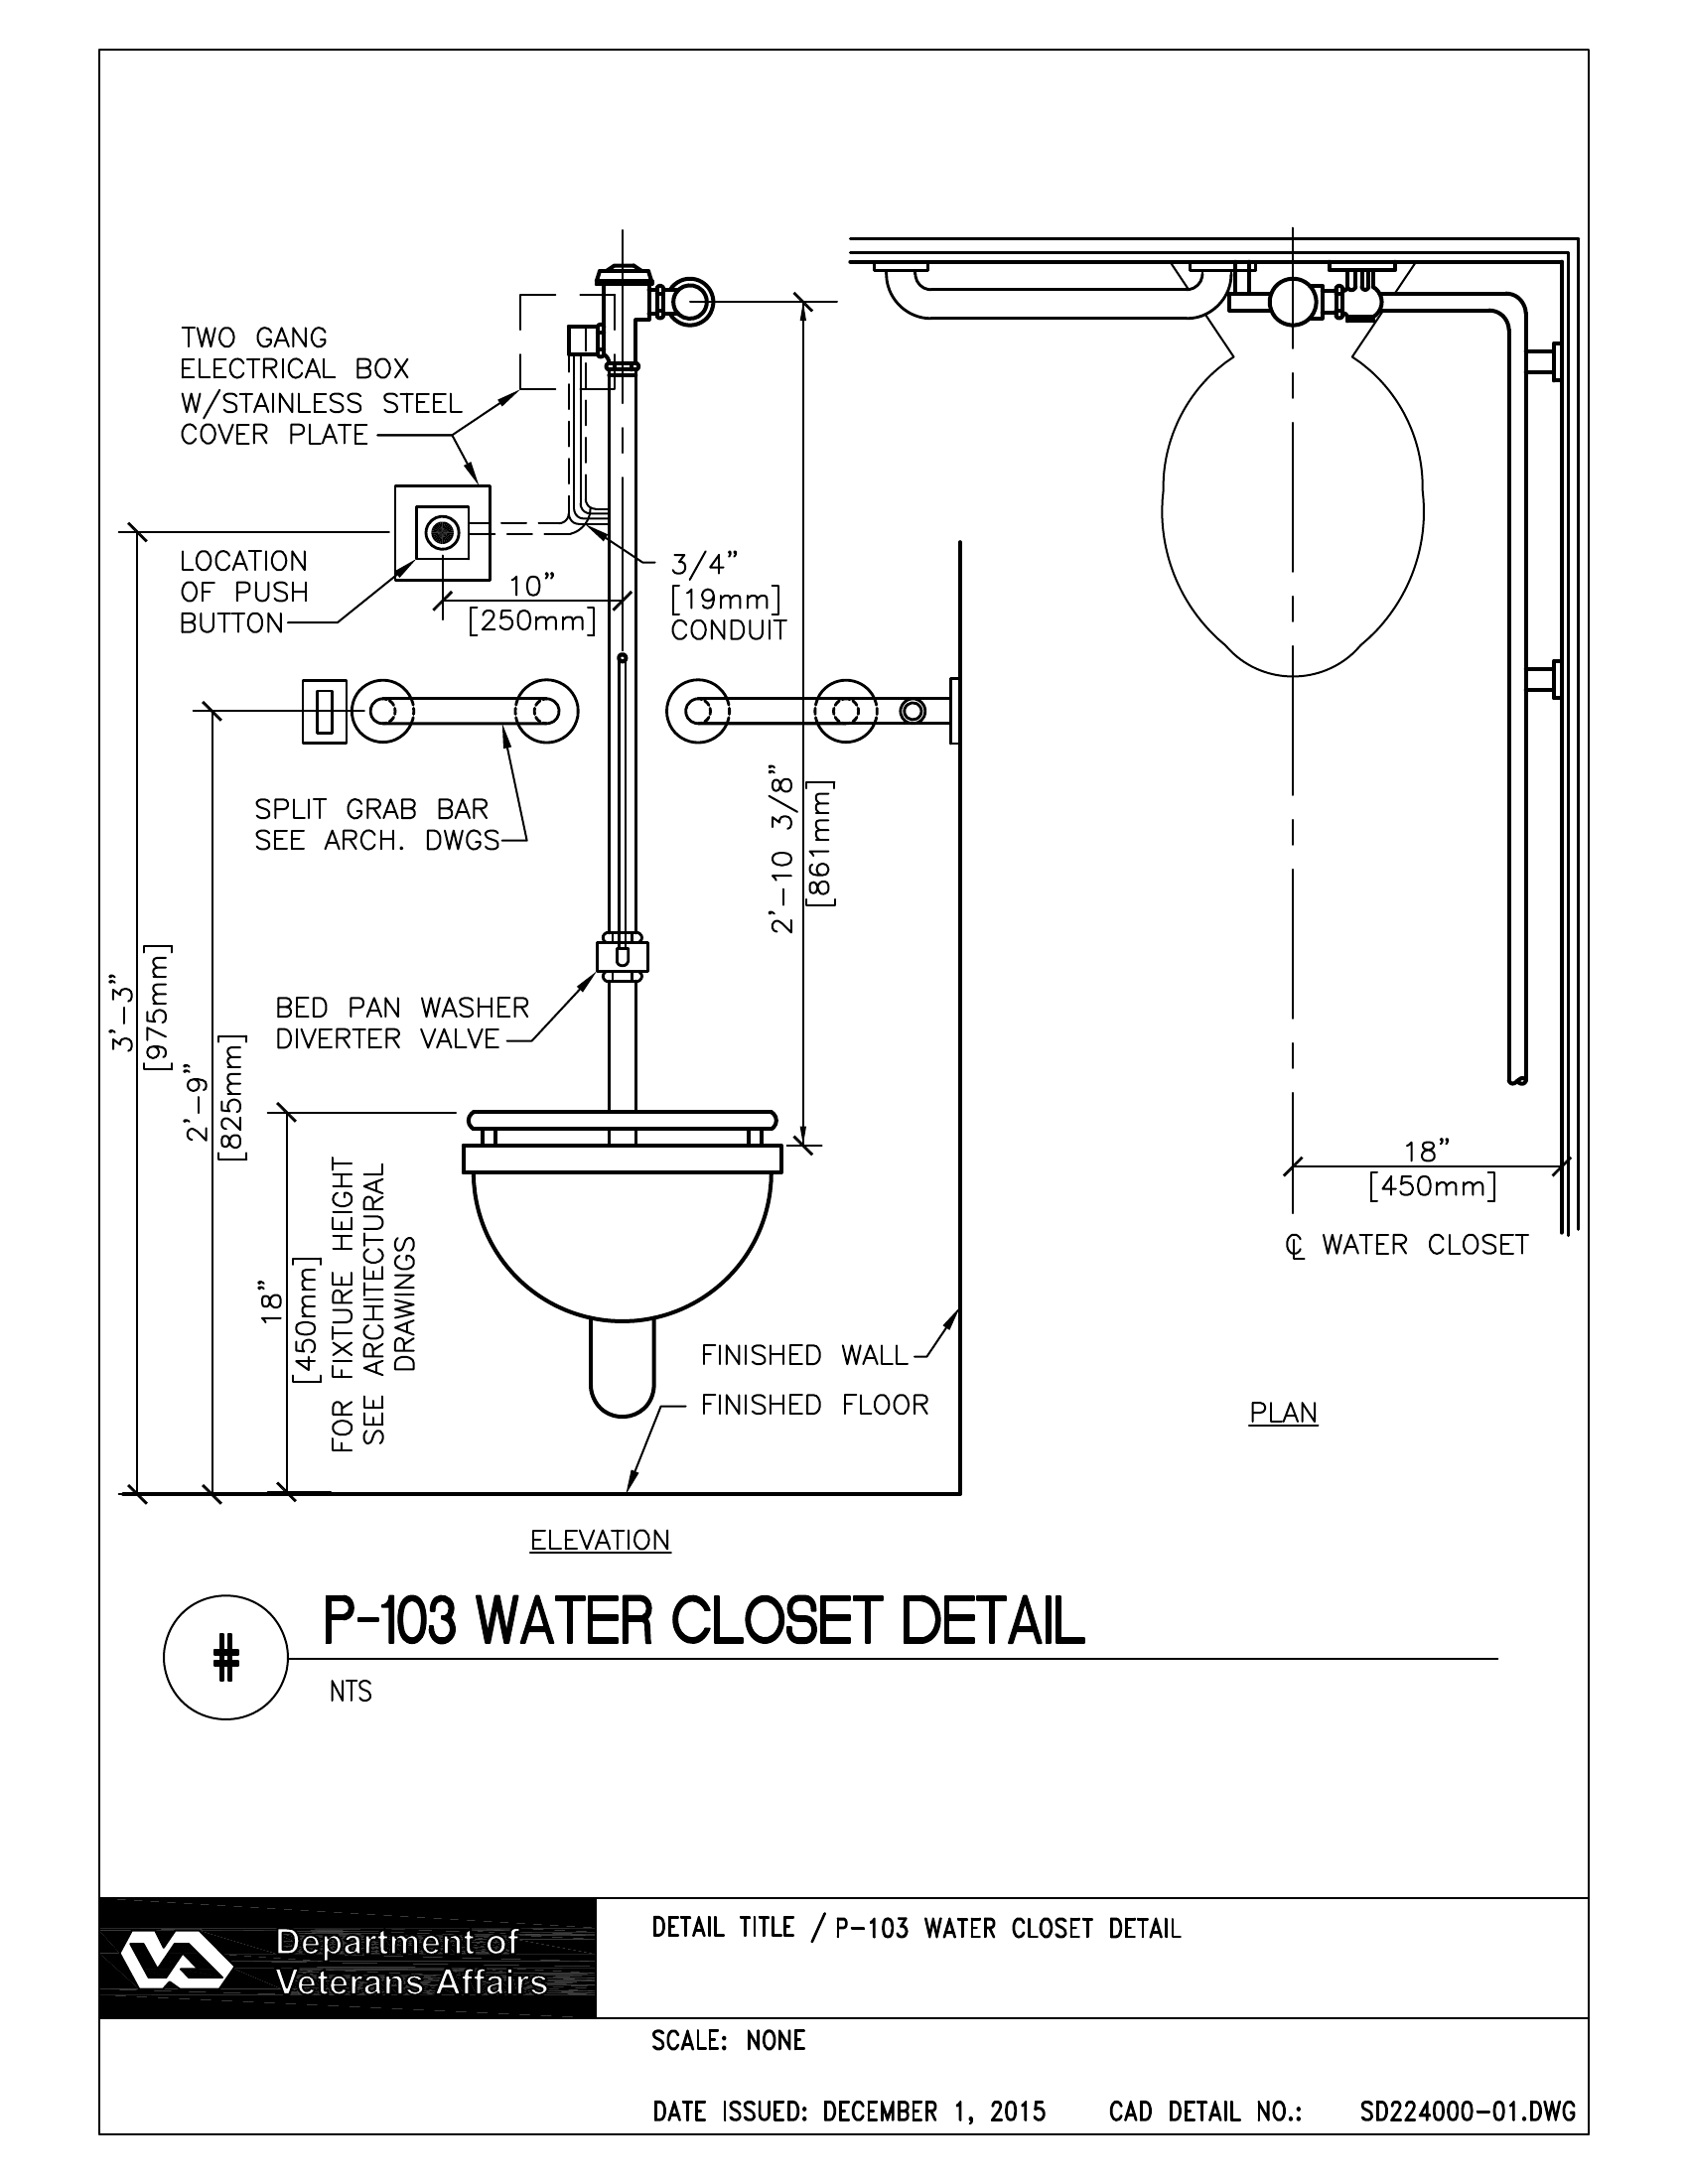 TWO GANG
ELECTRICAL BOX
W/STAINLESS STEEL
COVER PLATE
LOCATION
OF PUSH
BUTTON
10"
[250mm]
3/4"
[19mm]
CONDUIT
SPLIT GRAB BAR
SEE ARCH. DWGS
2'-10 3/8"
[861mm]
3'-3"
[975mm]
2'-9"
[825mm]
BED PAN WASHER
DIVERTER VALVE
18"
[450mm]
FOR FIXTURE HEIGHT
SEE ARCHITECTURAL
DRAWINGS
FINISHED WALL
FINISHED FLOOR
ELEVATION
18"
[450mm]
℄ WATER CLOSET
PLAN
#
P-103 WATER CLOSET DETAIL
NTS
VA
Department of
Veterans Affairs
DETAIL TITLE / P-103 WATER CLOSET DETAIL
SCALE: NONE
DATE ISSUED: DECEMBER 1, 2015 CAD DETAIL NO.: SD224000-01.DWG